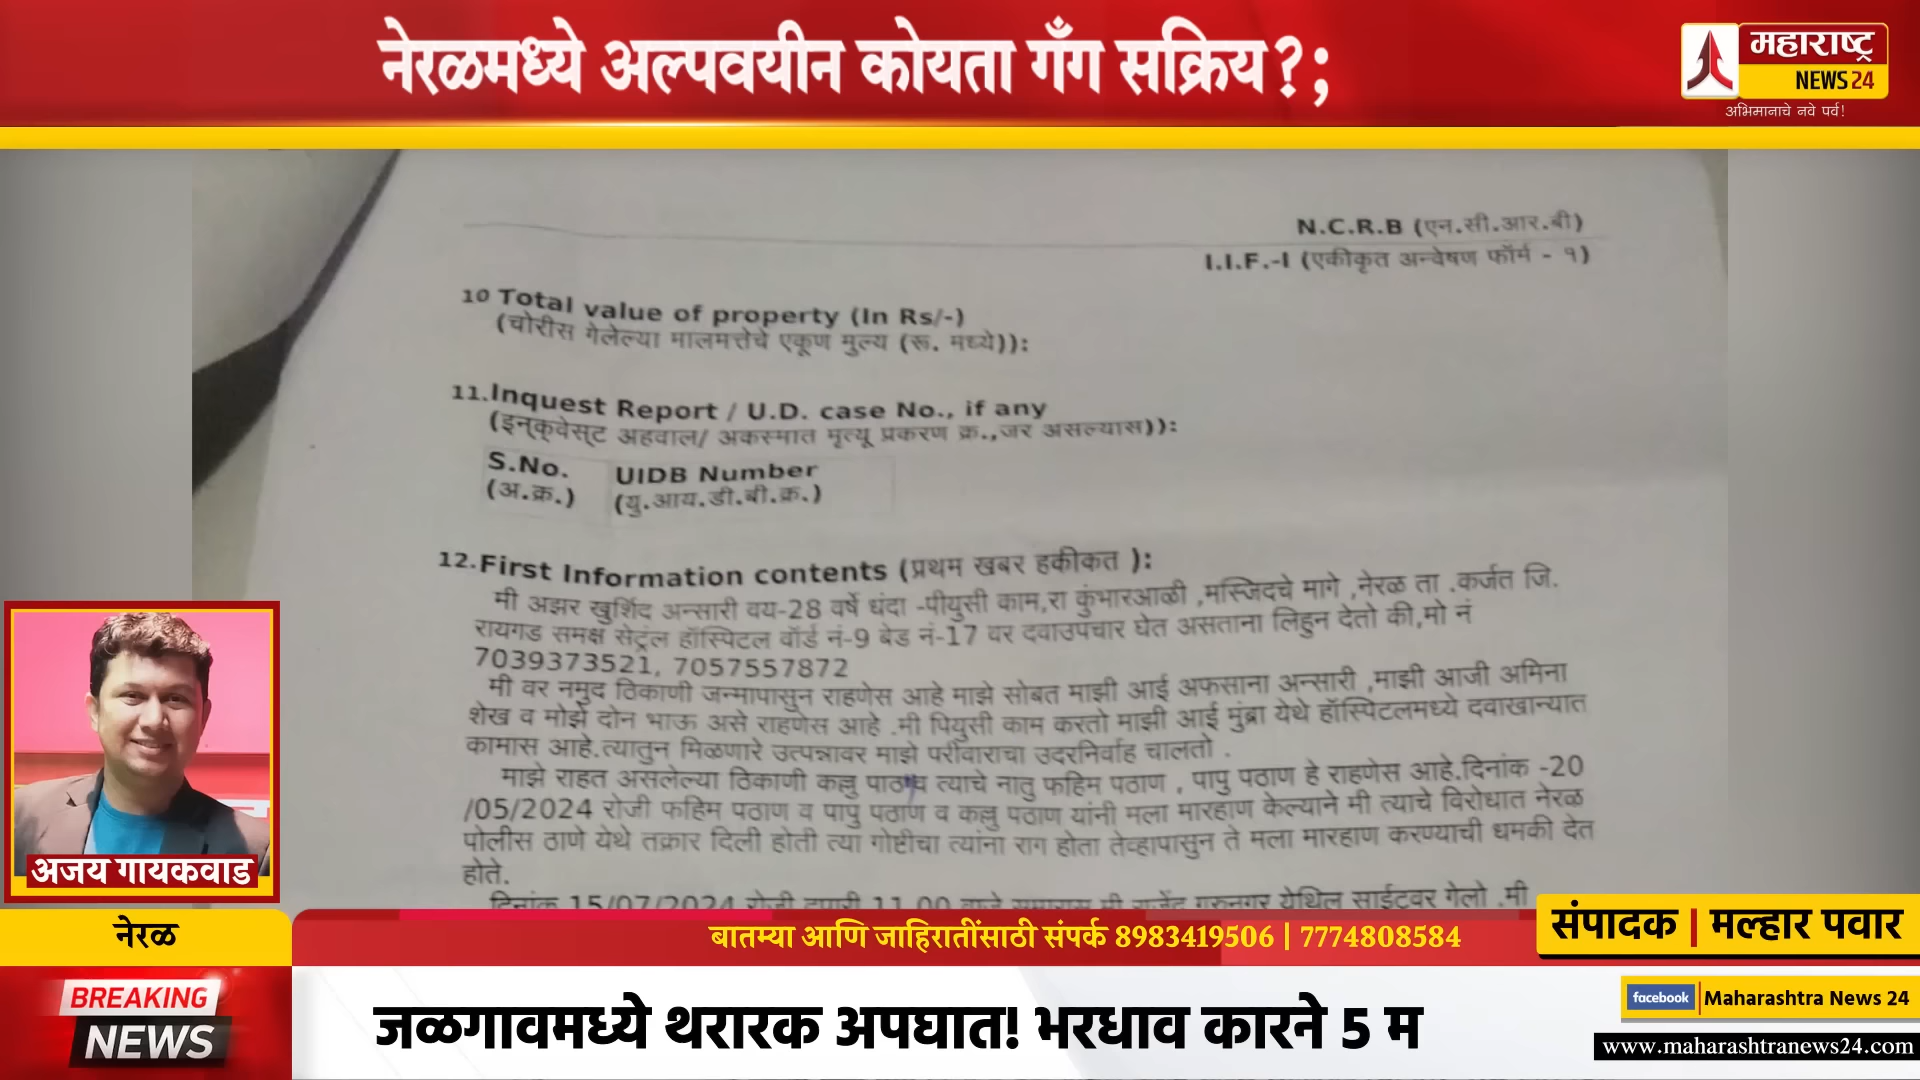 नेरळमध्ये अल्पवयीन कोयता गँग सक्रिय?;
महाराष्ट्र
NEWS 24
अभिमानाचे नवे पर्व!
N.C.R.B (एन.सी.आर.बी)
I.I.F.-I (एकीकृत अन्वेषण फॉर्म - १)
10 Total value of property (In Rs/-)
(चोरीस गेलेल्या मालमत्तेचे एकूण मुल्य (रू. मध्ये)):
11.Inquest Report / U.D. case No., if any
(इन्क्वेस्ट अहवाल/ अकस्मात मृत्यू प्रकरण क्र.,जर असल्यास)):
S.No. UIDB Number
(अ.क्र.) (यु.आय.डी.बी.क्र.)
12.First Information contents (प्रथम खबर हकीकत ):
मी अझर खुर्शिद अन्सारी वय-28 वर्षे धंदा -पीयुसी काम,रा कुंभारआळी ,मस्जिदचे मागे ,नेरळ ता .कर्जत जि.
रायगड समक्ष सेट्रंल हॉस्पिटल वॉर्ड नं-9 बेड नं-17 वर दवाउपचार घेत असताना लिहुन देतो की,मो नं
7039373521, 7057557872
मी वर नमुद ठिकाणी जन्मापासुन राहणेस आहे माझे सोबत माझी आई अफसाना अन्सारी ,माझी आजी अमिना
शेख व मोझे दोन भाऊ असे राहणेस आहे .मी पियुसी काम करतो माझी आई मुंब्रा येथे हॉस्पिटलमध्ये दवाखान्यात
कामास आहे.त्यातुन मिळणारे उत्पन्नावर माझे परीवाराचा उदरनिर्वाह चालतो .
माझे राहत असलेल्या ठिकाणी कल्लु त्याचे नातु फहिम पठाण , पापु पठाण हे राहणेस आहे.दिनांक -20
/05/2024 रोजी फहिम पठाण व पापु पठाण व कल्लु पठाण यांनी मला मारहाण केल्याने मी त्याचे विरोधात नेरळ
पोलीस ठाणे येथे तक्रार दिली होती त्या गोष्टीचा त्यांना राग होता तेव्हापासुन ते मला मारहाण करण्याची धमकी देत
होते.
दिनांक 15/07/2024 रोजी दुपारी 11.00 वाजे येथिल साईटवर गेलो .मी
अजय गायकवाड
नेरळ
बातम्या आणि जाहिरातींसाठी संपर्क 8983419506 | 7774808584
संपादक | मल्हार पवार
BREAKING
NEWS
जळगावमध्ये थरारक अपघात! भरधाव कारने 5 म
facebook Maharashtra News 24
www.maharashtranews24.com